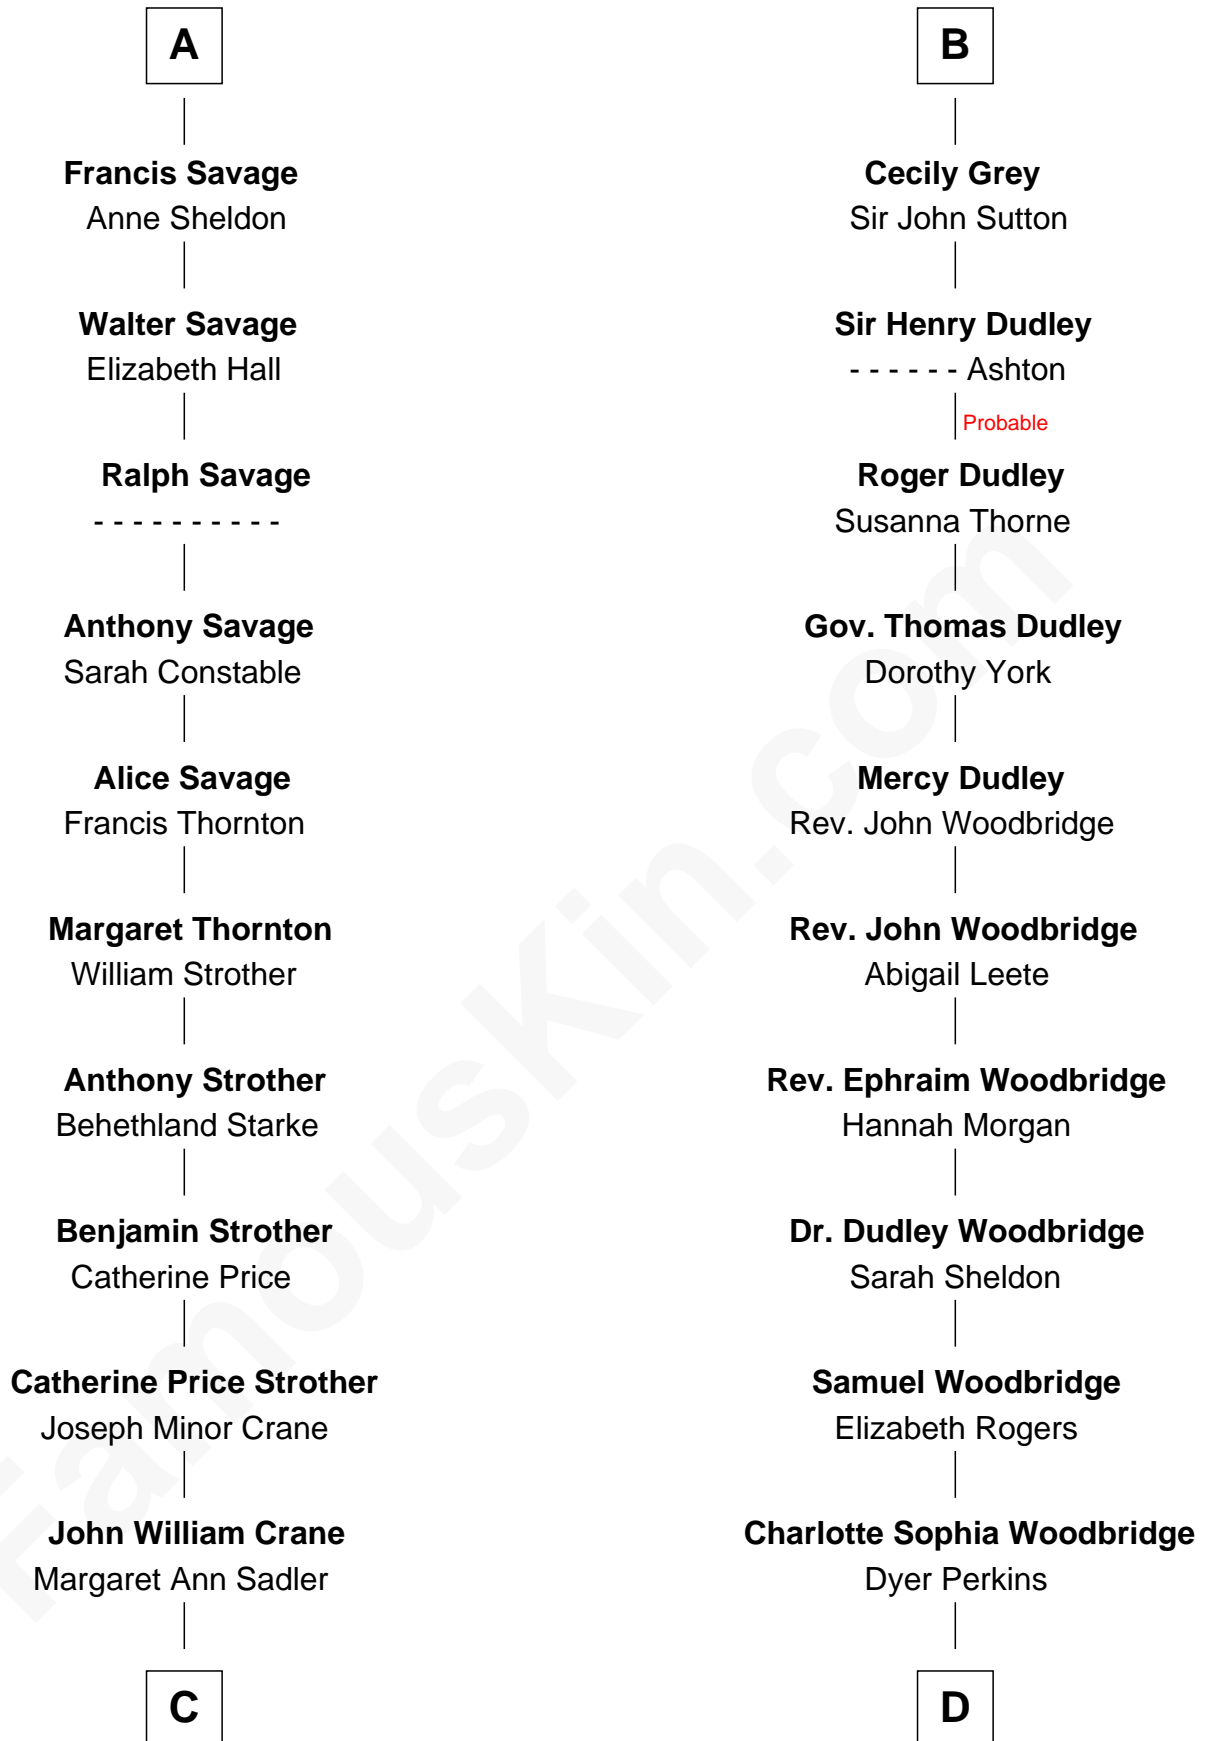 A
Francis Savage
Anne Sheldon
Walter Savage
Elizabeth Hall
Ralph Savage
- - - - - - - - - -
Anthony Savage
Sarah Constable
Alice Savage
Francis Thornton
Margaret Thornton
William Strother
Anthony Strother
Behethland Starke
Benjamin Strother
Catherine Price
Catherine Price Strother
Joseph Minor Crane
John William Crane
Margaret Ann Sadler
C
B
Cecily Grey
Sir John Sutton
Sir Henry Dudley
- - - - - - Ashton
Probable
Roger Dudley
Susanna Thorne
Gov. Thomas Dudley
Dorothy York
Mercy Dudley
Rev. John Woodbridge
Rev. John Woodbridge
Abigail Leete
Rev. Ephraim Woodbridge
Hannah Morgan
Dr. Dudley Woodbridge
Sarah Sheldon
Samuel Woodbridge
Elizabeth Rogers
Charlotte Sophia Woodbridge
Dyer Perkins
D
FamousKin.com